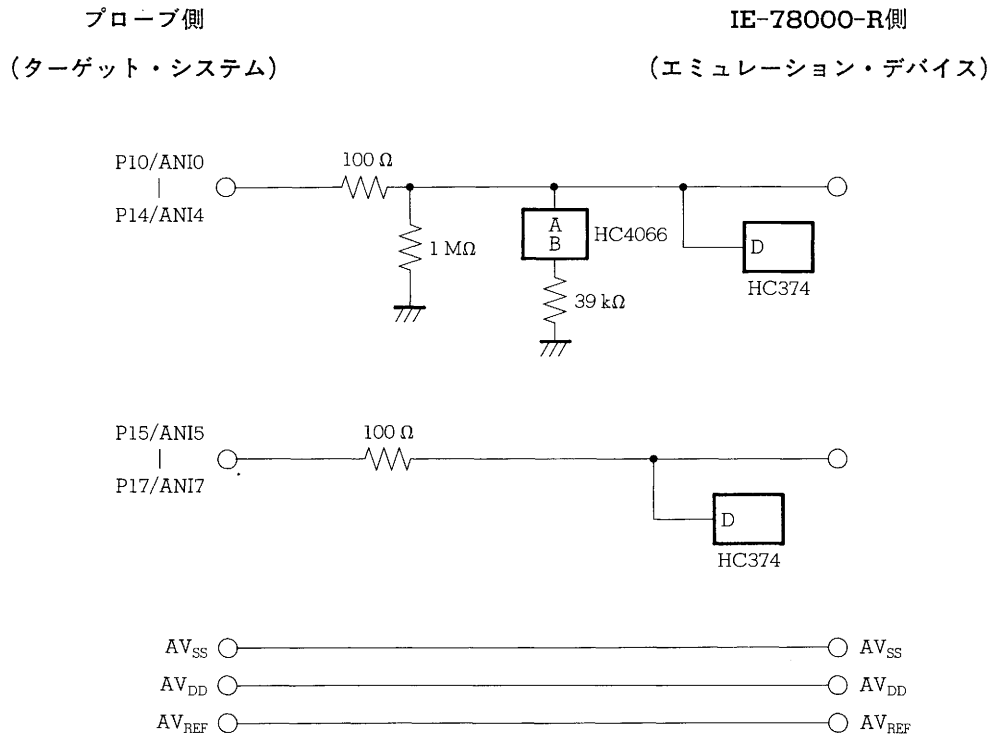 プローブ側
IE-78000-R側
(ターゲット・システム)
(エミュレーション・デバイス)
P10/ANI0
|
P14/ANI4
100 Ω
1 MΩ
A
B
HC4066
39 kΩ
D
HC374
P15/ANI5
|
P17/ANI7
100 Ω
D
HC374
AVSS
AVSS
AVDD
AVDD
AVREF
AVREF